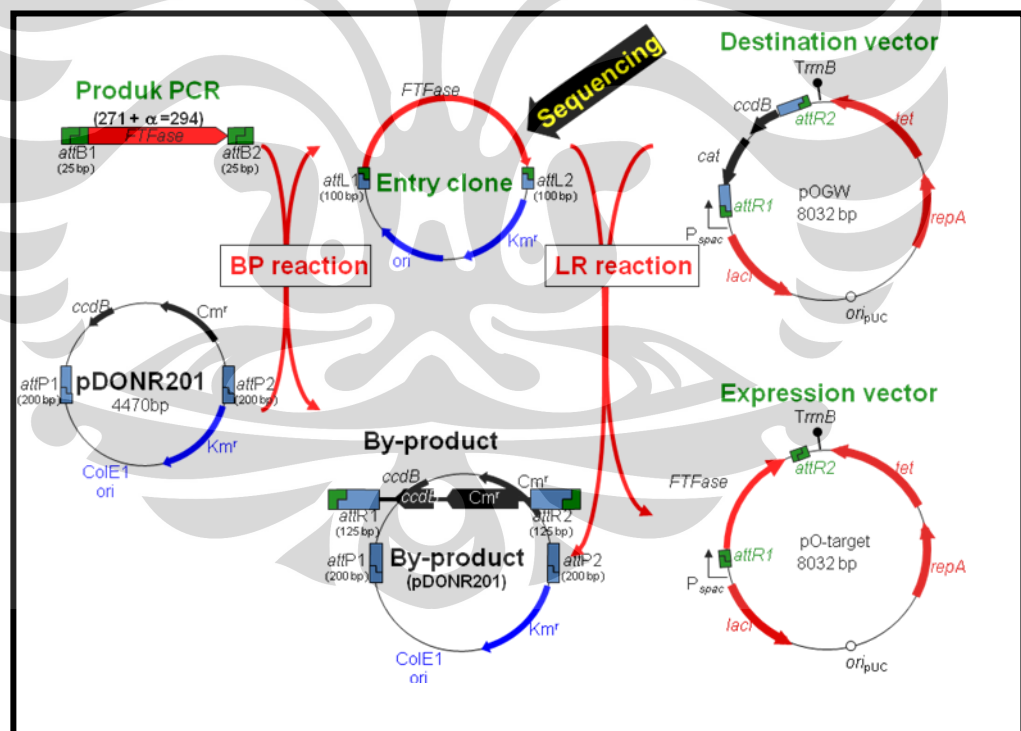 Produk PCR
(271 + α=294)
FTFase
attB1
(25 bp)
attB2
(25 bp)
FTFase
Sequencing
attL1
(100 bp)
Entry clone
attL2
(100 bp)
ori
Kmʳ
BP reaction
LR reaction
Destination vector
TrrnB
ccdB
attR2
tet
cat
pOGW
8032 bp
attR1
Pspac
repA
lacI
oripUC
ccdB
Cmʳ
attP1
(200 bp)
pDONR201
4470bp
attP2
(200 bp)
Kmʳ
ColE1
ori
By-product
ccdB
Cmʳ
ccdB
Cmʳ
attR1
(125 bp)
attR2
(125 bp)
attP1
(200 bp)
By-product
(pDONR201)
attP2
(200 bp)
Kmʳ
ColE1
ori
Expression vector
TrrnB
attR2
FTFase
tet
attR1
pO-target
8032 bp
Pspac
repA
lacI
oripUC